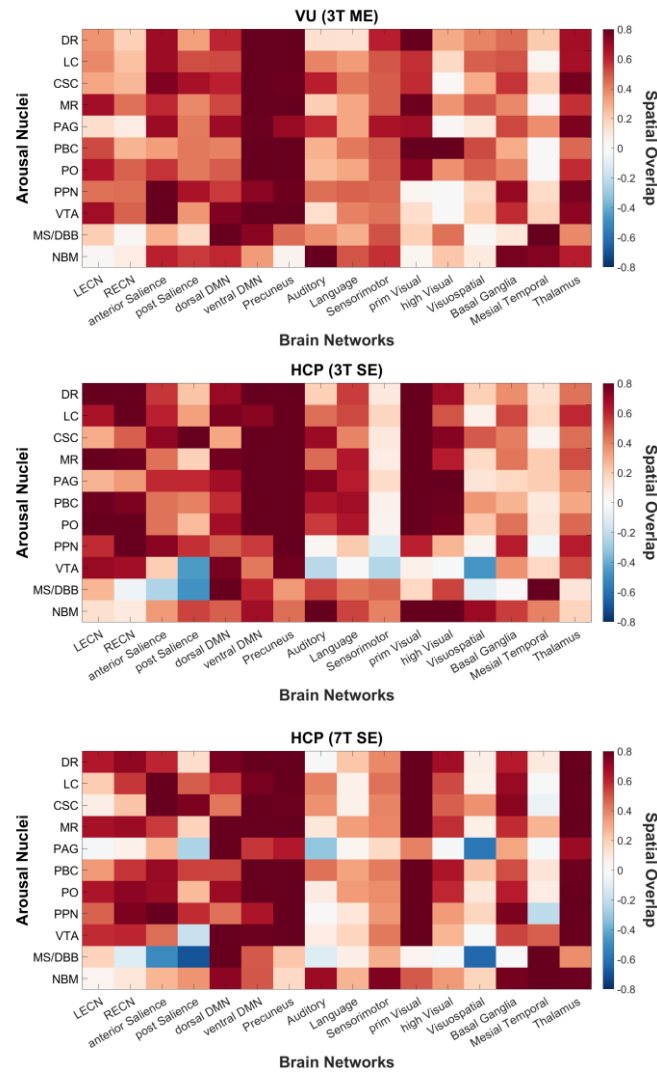 VU (3T ME)
Arousal Nuclei
DR
LC
CSC
MR
PAG
PBC
PO
PPN
VTA
MS/DBB
NBM
LECN RECN anterior Salience post Salience dorsal DMN ventral DMN Precuneus Auditory Language Sensorimotor prim Visual high Visual Visuospatial Basal Ganglia Mesial Temporal Thalamus
Brain Networks
0.8
0.6
0.4
0.2
0
-0.2
-0.4
-0.6
-0.8
Spatial Overlap
HCP (3T SE)
Arousal Nuclei
DR
LC
CSC
MR
PAG
PBC
PO
PPN
VTA
MS/DBB
NBM
LECN RECN anterior Salience post Salience dorsal DMN ventral DMN Precuneus Auditory Language Sensorimotor prim Visual high Visual Visuospatial Basal Ganglia Mesial Temporal Thalamus
Brain Networks
0.8
0.6
0.4
0.2
0
-0.2
-0.4
-0.6
-0.8
Spatial Overlap
HCP (7T SE)
Arousal Nuclei
DR
LC
CSC
MR
PAG
PBC
PO
PPN
VTA
MS/DBB
NBM
LECN RECN anterior Salience post Salience dorsal DMN ventral DMN Precuneus Auditory Language Sensorimotor prim Visual high Visual Visuospatial Basal Ganglia Mesial Temporal Thalamus
Brain Networks
0.8
0.6
0.4
0.2
0
-0.2
-0.4
-0.6
-0.8
Spatial Overlap